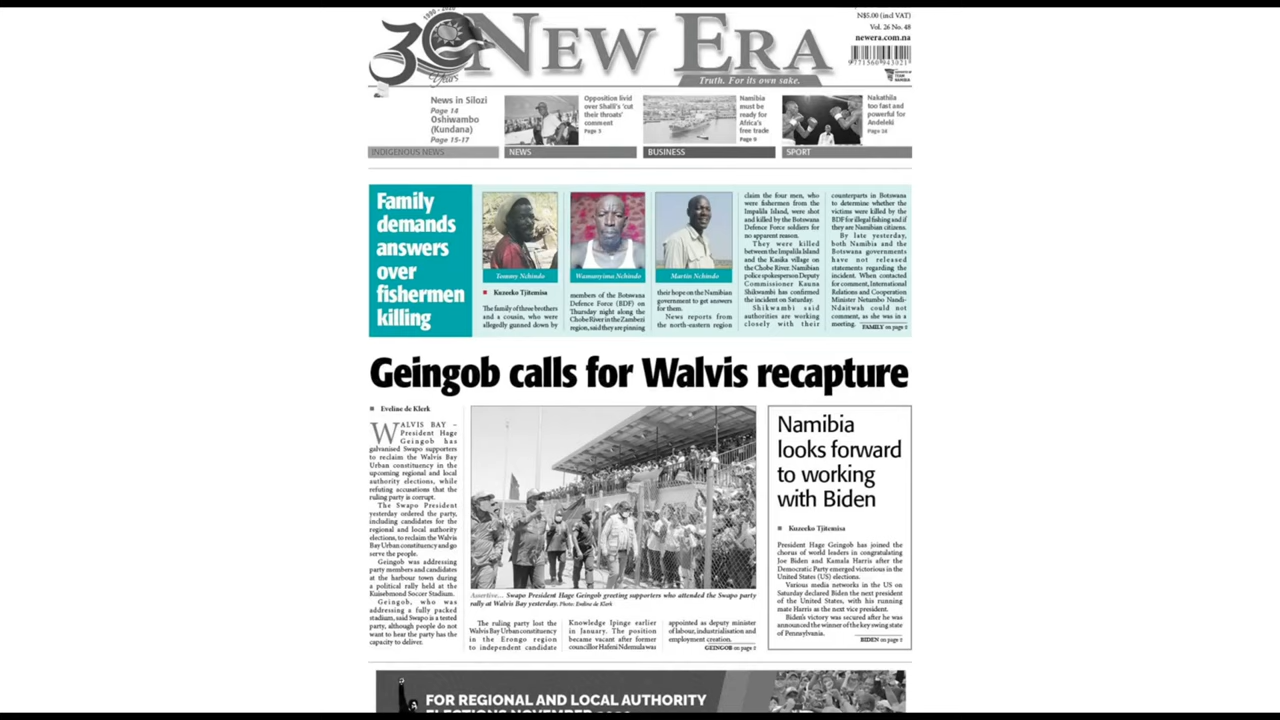 1990 - 2020
30
Years
NEW ERA
Truth. For its own sake.
N$5.00 (incl VAT)
Vol. 26 No. 48
newera.com.na
9 771560 943021
News in Silozi
Page 14
Oshiwambo
(Kundana)
Page 15-17
INDIGENOUS NEWS
Opposition livid
over Shalli's 'cut
their throats'
comment
Page 3
NEWS
Namibia
must be
ready for
Africa's
free trade
Page 9
BUSINESS
Nakathila
too fast and
powerful for
Andeleki
SPORT
Family
demands
answers
over
fishermen
killing
Tommy Nchindo
Wamunyima Nchindo
Martin Nchindo
Kuzeeko Tjitemisa
The family of three brothers
and a cousin, who were
allegedly gunned down by
members of the Botswana
Defence Force (BDF) on
Thursday night along the
Chobe River in the Zambezi
region, said they are pinning
their hope on the Namibian
government to get answers
for them.
News reports from
the north-eastern region
claim the four men, who
were fishermen from the
Impalila Island, were shot
and killed by the Botswana
Defence Force soldiers for
no apparent reason.
They were killed
between the Impalila Island
and the Kasika village on
the Chobe River. Namibian
police spokesperson Deputy
Commissioner Kauna
Shikwambi has confirmed
the incident on Saturday.
Shikwambi said
authorities are working
closely with their
counterparts in Botswana
to determine whether the
victims were killed by the
BDF for illegal fishing and if
they are Namibian citizens.
By late yesterday,
both Namibia and the
Botswana governments
have not released
statements regarding the
incident. When contacted
for comment, International
Relations and Cooperation
Minister Netumbo Nandi-
Ndaitwah could not
comment, as she was in a
meeting.
FAMILY on page 2
Geingob calls for Walvis recapture
Eveline de Klerk
WALVIS BAY –
President Hage
Geingob has
galvanised Swapo supporters
to reclaim the Walvis Bay
Urban constituency in the
upcoming regional and local
authority elections, while
refuting accusations that the
ruling party is corrupt.
The Swapo President
yesterday ordered the party,
including candidates for the
regional and local authority
elections, to reclaim the Walvis
Bay Urban constituency and go
serve the people.
Geingob was addressing
party members and candidates
at the harbour town during
a political rally held at the
Kuisebmond Soccer Stadium.
Geingob, who was
addressing a fully packed
stadium, said Swapo is a tested
party, although people do not
want to hear the party has the
capacity to deliver.
Assertive... Swapo President Hage Geingob greeting supporters who attended the Swapo party
rally at Walvis Bay yesterday. Photo: Eveline de Klerk
The ruling party lost the
Walvis Bay Urban constituency
in the Erongo region
to independent candidate
Knowledge Ipinge earlier
in January. The position
became vacant after former
councillor Hafeni Ndemula was
appointed as deputy minister
of labour, industrialisation and
employment creation.
GEINGOB on page 2
Namibia
looks forward
to working
with Biden
Kuzeeko Tjitemisa
President Hage Geingob has joined the
chorus of world leaders in congratulating
Joe Biden and Kamala Harris after the
Democratic Party emerged victorious in the
United States (US) elections.
Various media networks in the US on
Saturday declared Biden the next president
of the United States, with his running
mate Harris as the next vice president.
Biden's victory was secured after he was
announced the winner of the key swing state
of Pennsylvania.
BIDEN on page 2
FOR REGIONAL AND LOCAL AUTHORITY
ELECTIONS NOVEMBER 2020